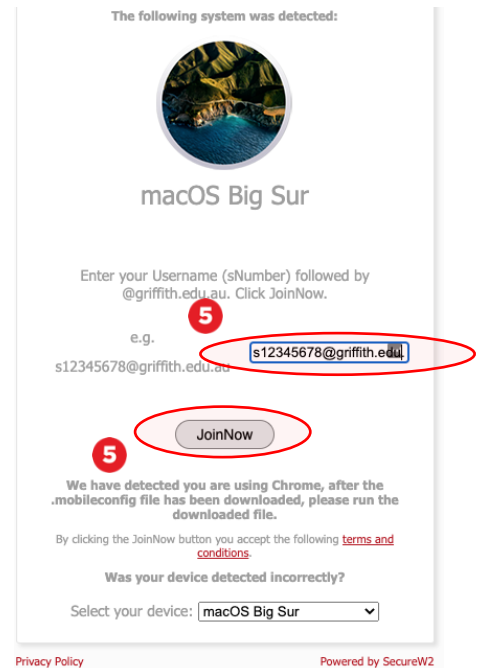 The following system was detected:
macOS Big Sur
Enter your Username (sNumber) followed by
@griffith.edu.au. Click JoinNow.
5
e.g.
s12345678@griffith.edu.au
s12345678@griffith.edu.
JoinNow
5
We have detected you are using Chrome, after the
.mobileconfig file has been downloaded, please run the
downloaded file.
By clicking the JoinNow button you accept the following terms and
conditions.
Was your device detected incorrectly?
Select your device: macOS Big Sur
Privacy Policy
Powered by SecureW2